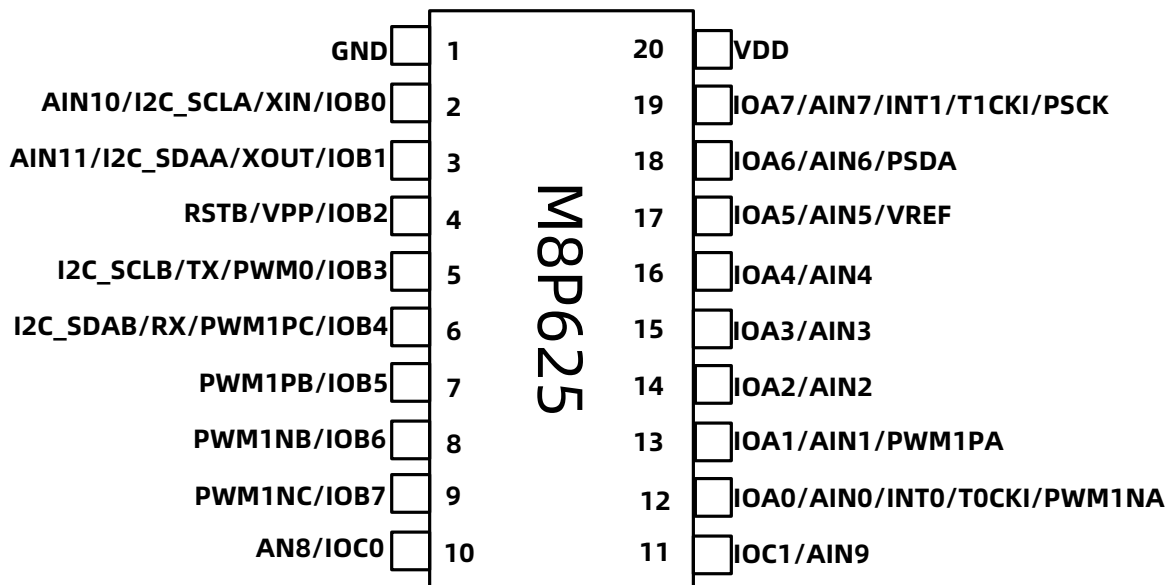 GND 1 20 VDD
AIN10/I2C_SCLA/XIN/IOB0 2 19 IOA7/AIN7/INT1/T1CKI/PSCK
AIN11/I2C_SDAA/XOUT/IOB1 3 18 IOA6/AIN6/PSDA
RSTB/VPP/IOB2 4 17 IOA5/AIN5/VREF
I2C_SCLB/TX/PWM0/IOB3 5 16 IOA4/AIN4
I2C_SDAB/RX/PWM1PC/IOB4 6 15 IOA3/AIN3
PWM1PB/IOB5 7 14 IOA2/AIN2
PWM1NB/IOB6 8 13 IOA1/AIN1/PWM1PA
PWM1NC/IOB7 9 12 IOA0/AIN0/INT0/T0CKI/PWM1NA
AN8/IOC0 10 11 IOC1/AIN9
M8P625